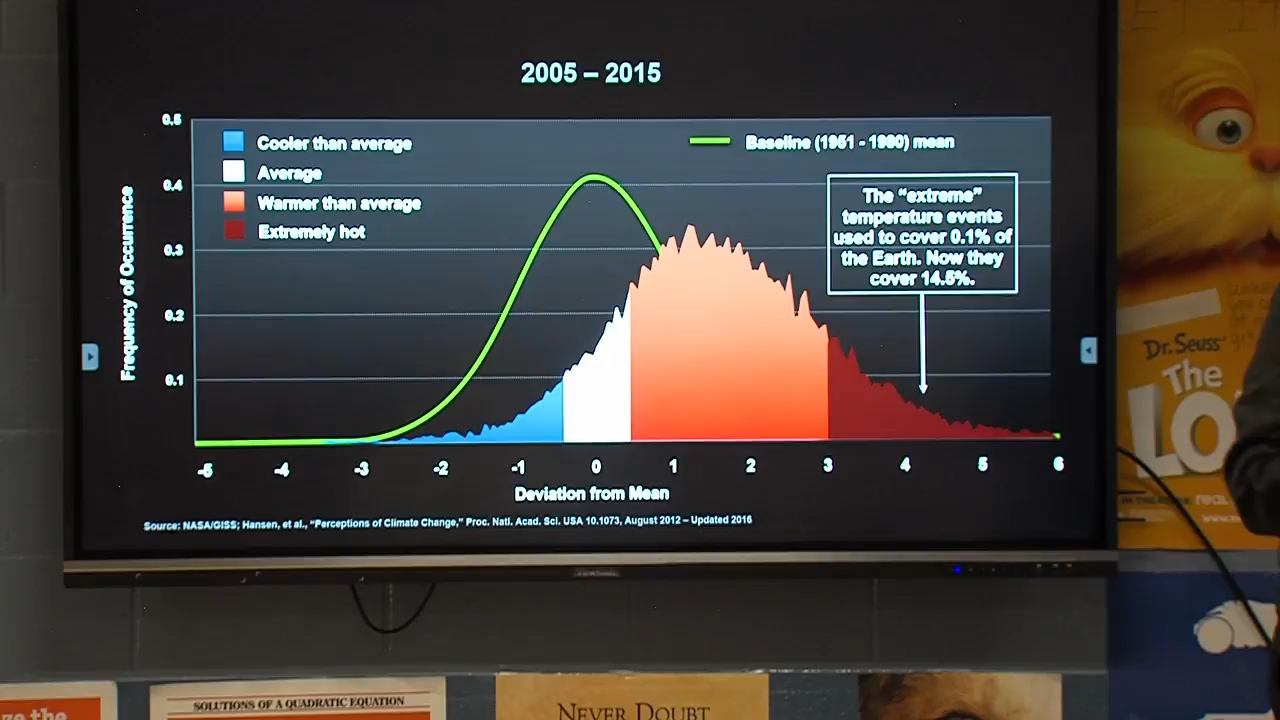 2005 – 2015
0.5
0.4
0.3
0.2
0.1
Frequency of Occurrence
Cooler than average
Average
Warmer than average
Extremely hot
Baseline (1951 - 1980) mean
The “extreme”
temperature events
used to cover 0.1% of
the Earth. Now they
cover 14.5%.
-5 -4 -3 -2 -1 0 1 2 3 4 5 6
Deviation from Mean
Source: NASA/GISS; Hansen, et al., “Perceptions of Climate Change,” Proc. Natl. Acad. Sci. USA 10.1073, August 2012 – Updated 2016
Dr. Seuss'
The
LO
ze the
SOLUTIONS OF A QUADRATIC EQUATION
NEVER DOUBT